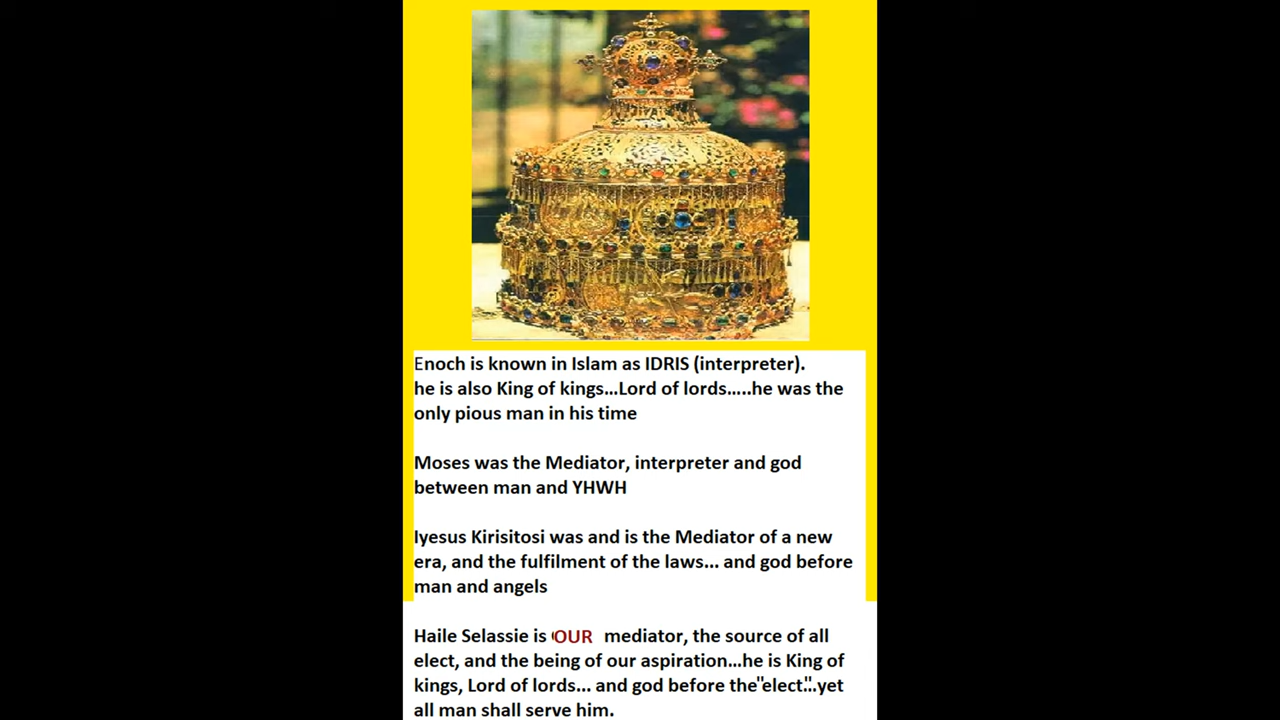 Enoch is known in Islam as IDRIS (interpreter).
he is also King of kings...Lord of lords.....he was the
only pious man in his time
Moses was the Mediator, interpreter and god
between man and YHWH
Iyesus Kirisitosi was and is the Mediator of a new
era, and the fulfilment of the laws... and god before
man and angels
Haile Selassie is OUR mediator, the source of all
elect, and the being of our aspiration...he is King of
kings, Lord of lords... and god before the"elect"...yet
all man shall serve him.